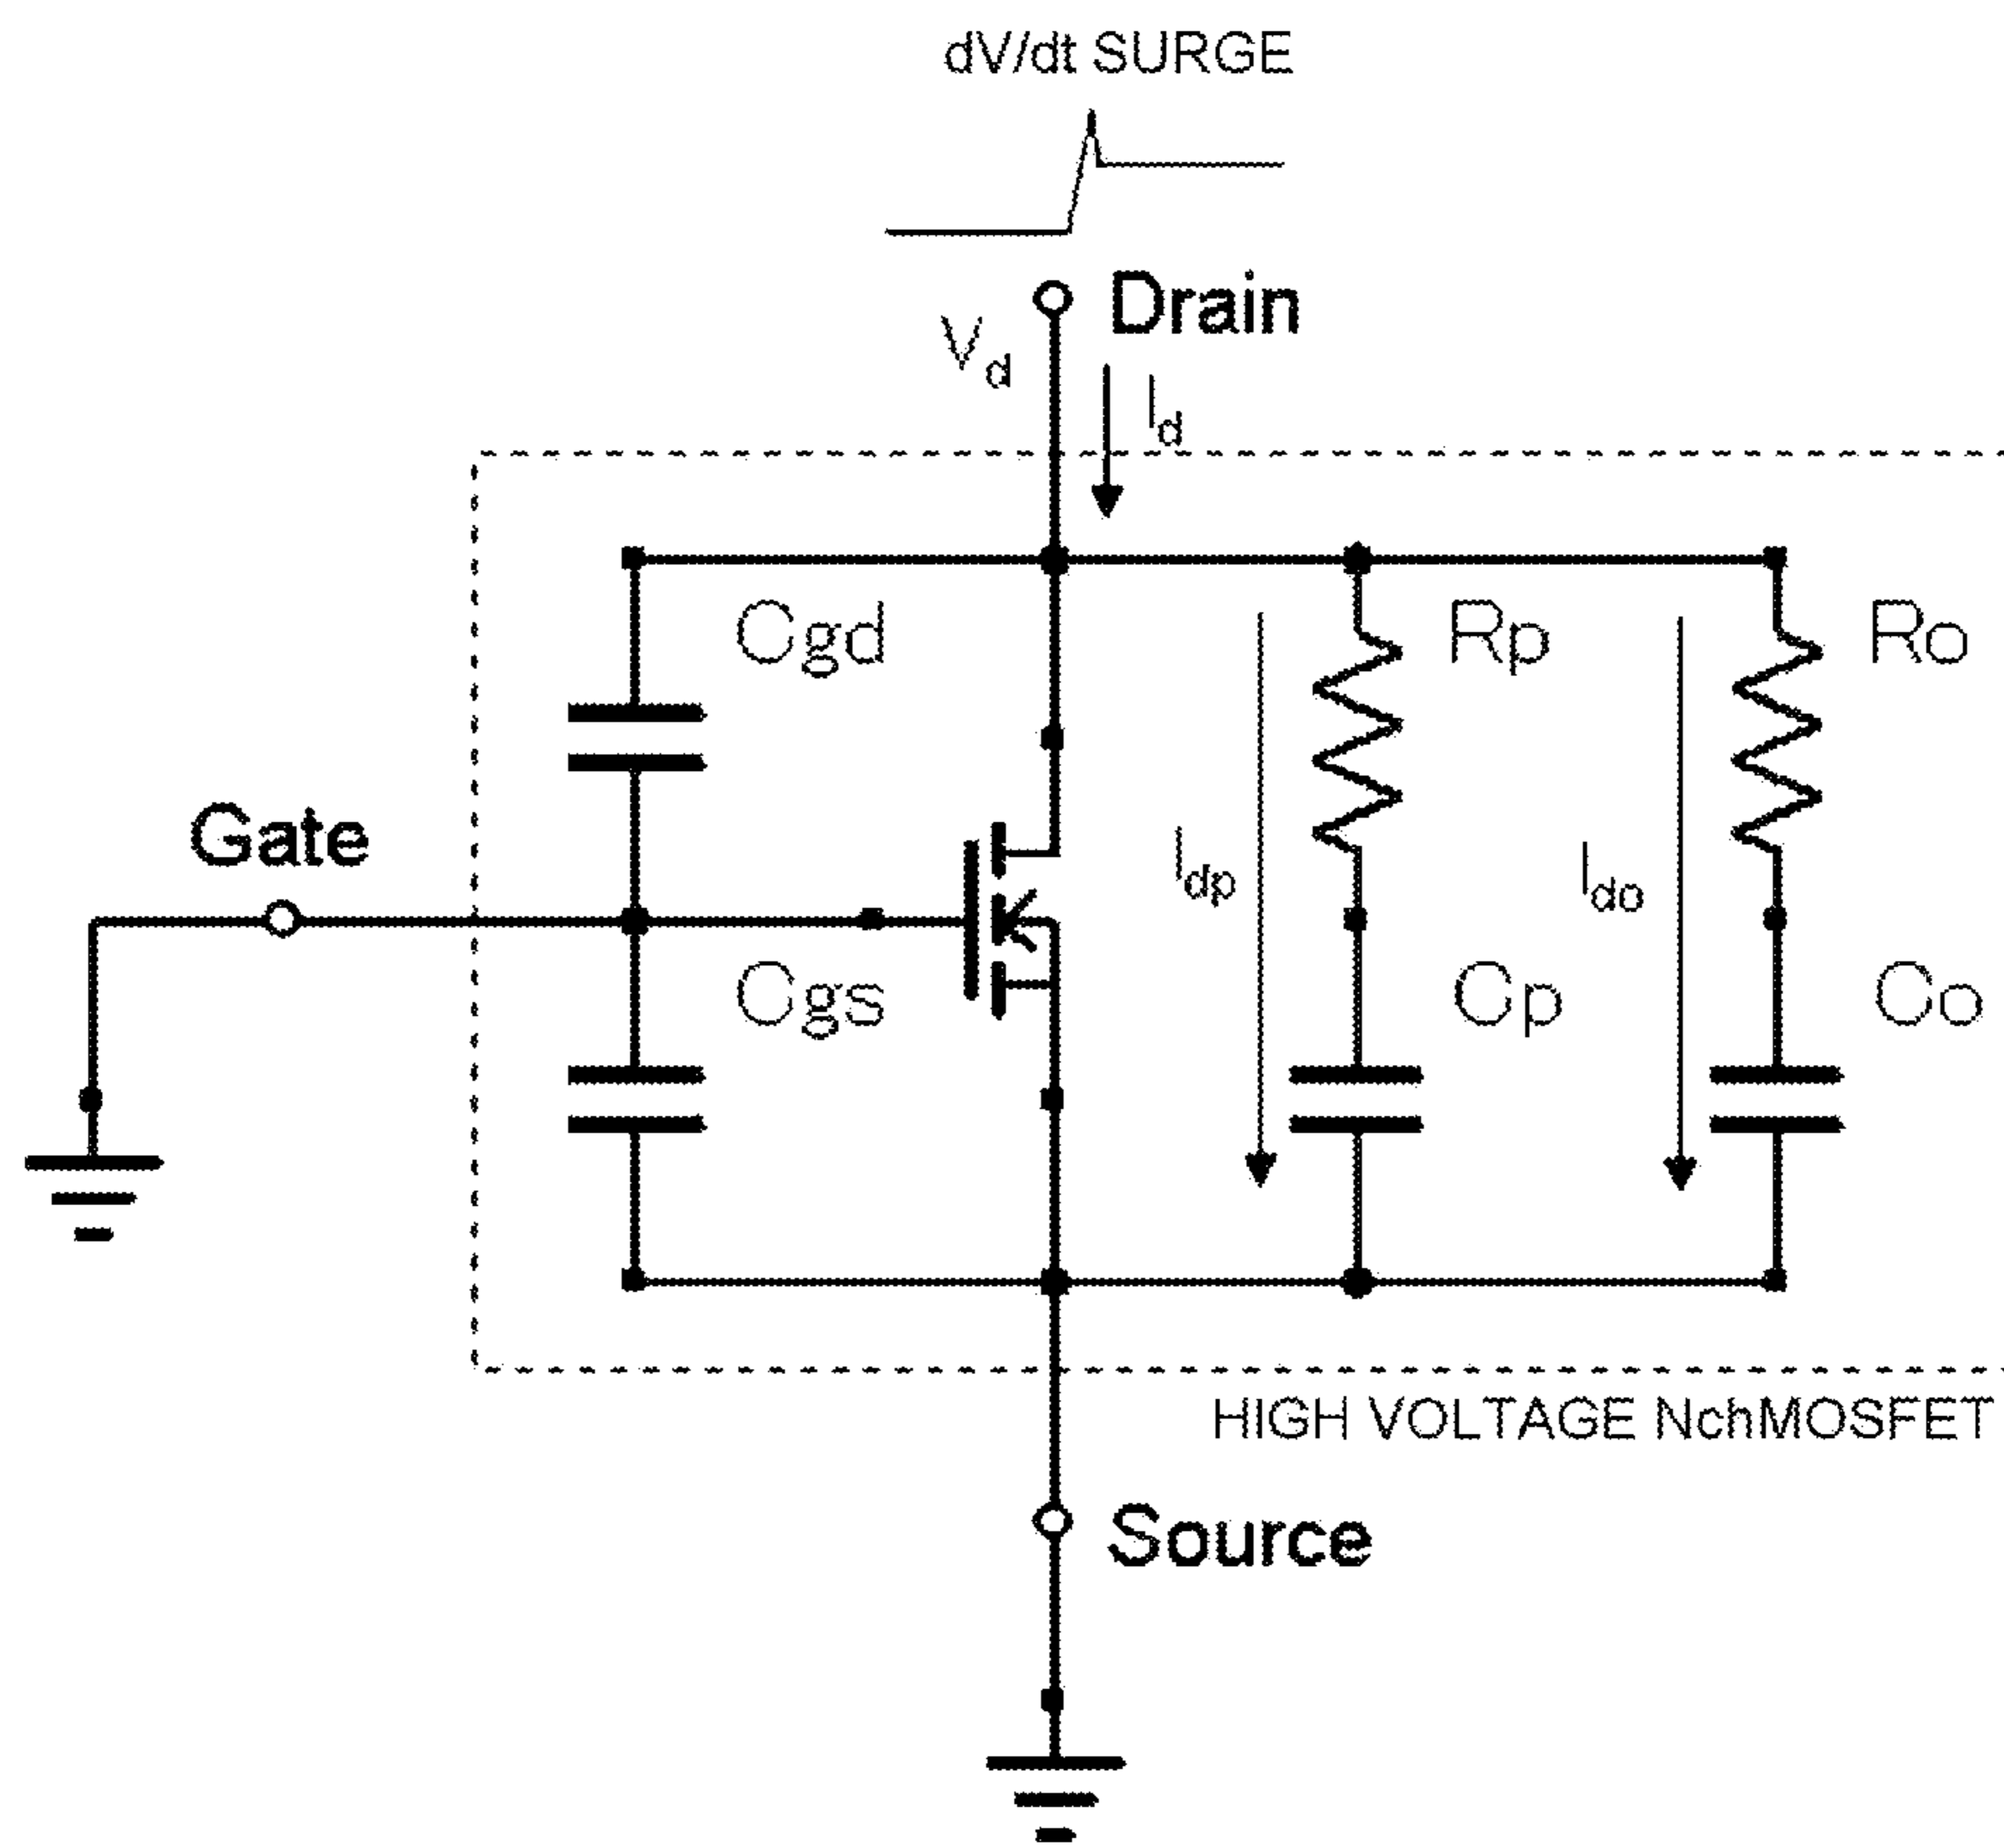 dV/dt SURGE
Drain
Vd
Id
Cgd
Rp
Ro
Gate
Idp
Ido
Cgs
Cp
Co
HIGH VOLTAGE NchMOSFET
Source